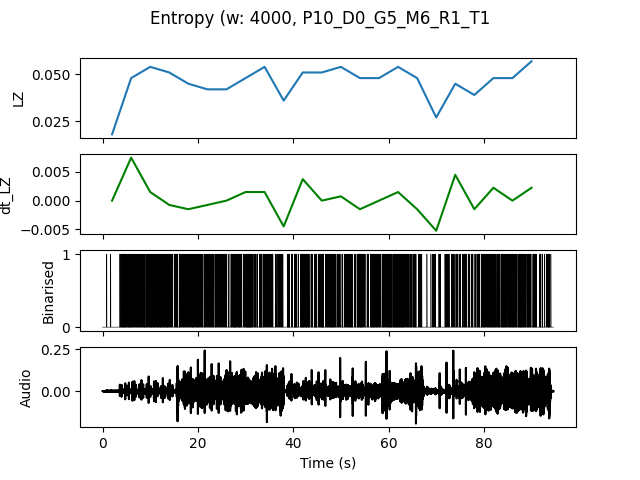 Entropy (w: 4000, P10_D0_G5_M6_R1_T1
0.050
0.025
LZ
0.005
0.000
−0.005
dt_LZ
1
0
Binarised
0.25
0.00
Audio
0 20 40 60 80
Time (s)